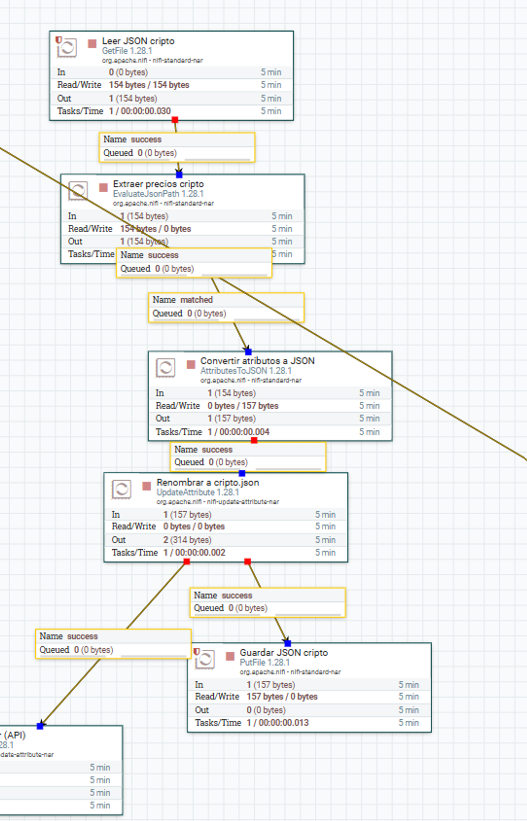 Leer JSON cripto
GetFile 1.28.1
org.apache.nifi - nifi-standard-nar
In 0 (0 bytes) 5 min
Read/Write 154 bytes / 154 bytes 5 min
Out 1 (154 bytes) 5 min
Tasks/Time 1 / 00:00:00.030 5 min
Name success
Queued 0 (0 bytes)
Extraer precios cripto
EvaluateJsonPath 1.28.1
org.apache.nifi - nifi-standard-nar
In 1 (154 bytes) 5 min
Read/Write 154 bytes / 0 bytes 5 min
Out 1 (154 bytes) 5 min
Tasks/Time 5 min
Name success
Queued 0 (0 bytes)
Name matched
Queued 0 (0 bytes)
Convertir atributos a JSON
AttributesToJSON 1.28.1
org.apache.nifi - nifi-standard-nar
In 1 (154 bytes) 5 min
Read/Write 0 bytes / 157 bytes 5 min
Out 1 (157 bytes) 5 min
Tasks/Time 1 / 00:00:00.004 5 min
Name success
Queued 0 (0 bytes)
Renombrar a cripto.json
UpdateAttribute 1.28.1
org.apache.nifi - nifi-update-attribute-nar
In 1 (157 bytes) 5 min
Read/Write 0 bytes / 0 bytes 5 min
Out 2 (314 bytes) 5 min
Tasks/Time 1 / 00:00:00.002 5 min
Name success
Queued 0 (0 bytes)
Name success
Queued 0 (0 bytes)
Guardar JSON cripto
PutFile 1.28.1
org.apache.nifi - nifi-standard-nar
In 1 (157 bytes) 5 min
Read/Write 157 bytes / 0 bytes 5 min
Out 0 (0 bytes) 5 min
Tasks/Time 1 / 00:00:00.013 5 min
(API)
28.1
date-attribute-nar
5 min
5 min
5 min
5 min